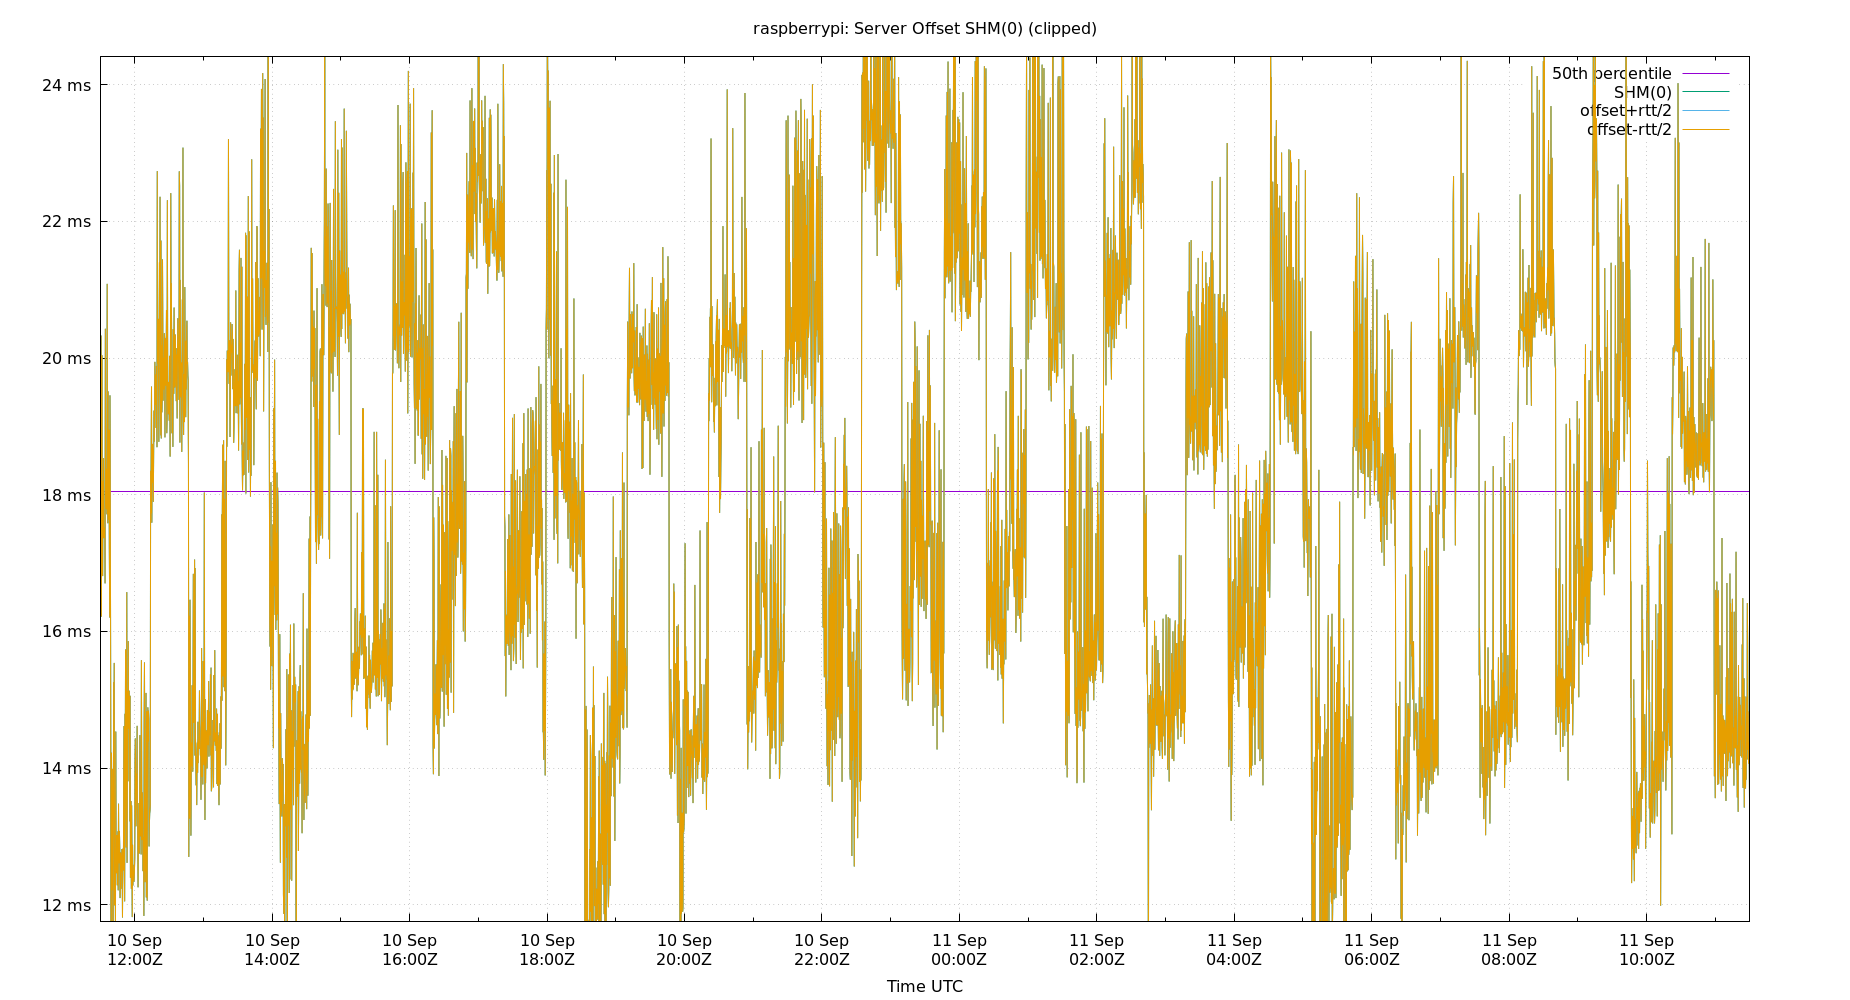 raspberrypi: Server Offset SHM(0) (clipped)
24 ms
22 ms
20 ms
18 ms
16 ms
14 ms
12 ms
50th percentile
SHM(0)
offset+rtt/2
offset-rtt/2
10 Sep 10 Sep 10 Sep 10 Sep 10 Sep 10 Sep 11 Sep 11 Sep 11 Sep 11 Sep 11 Sep 11 Sep
12:00Z 14:00Z 16:00Z 18:00Z 20:00Z 22:00Z 00:00Z 02:00Z 04:00Z 06:00Z 08:00Z 10:00Z
Time UTC